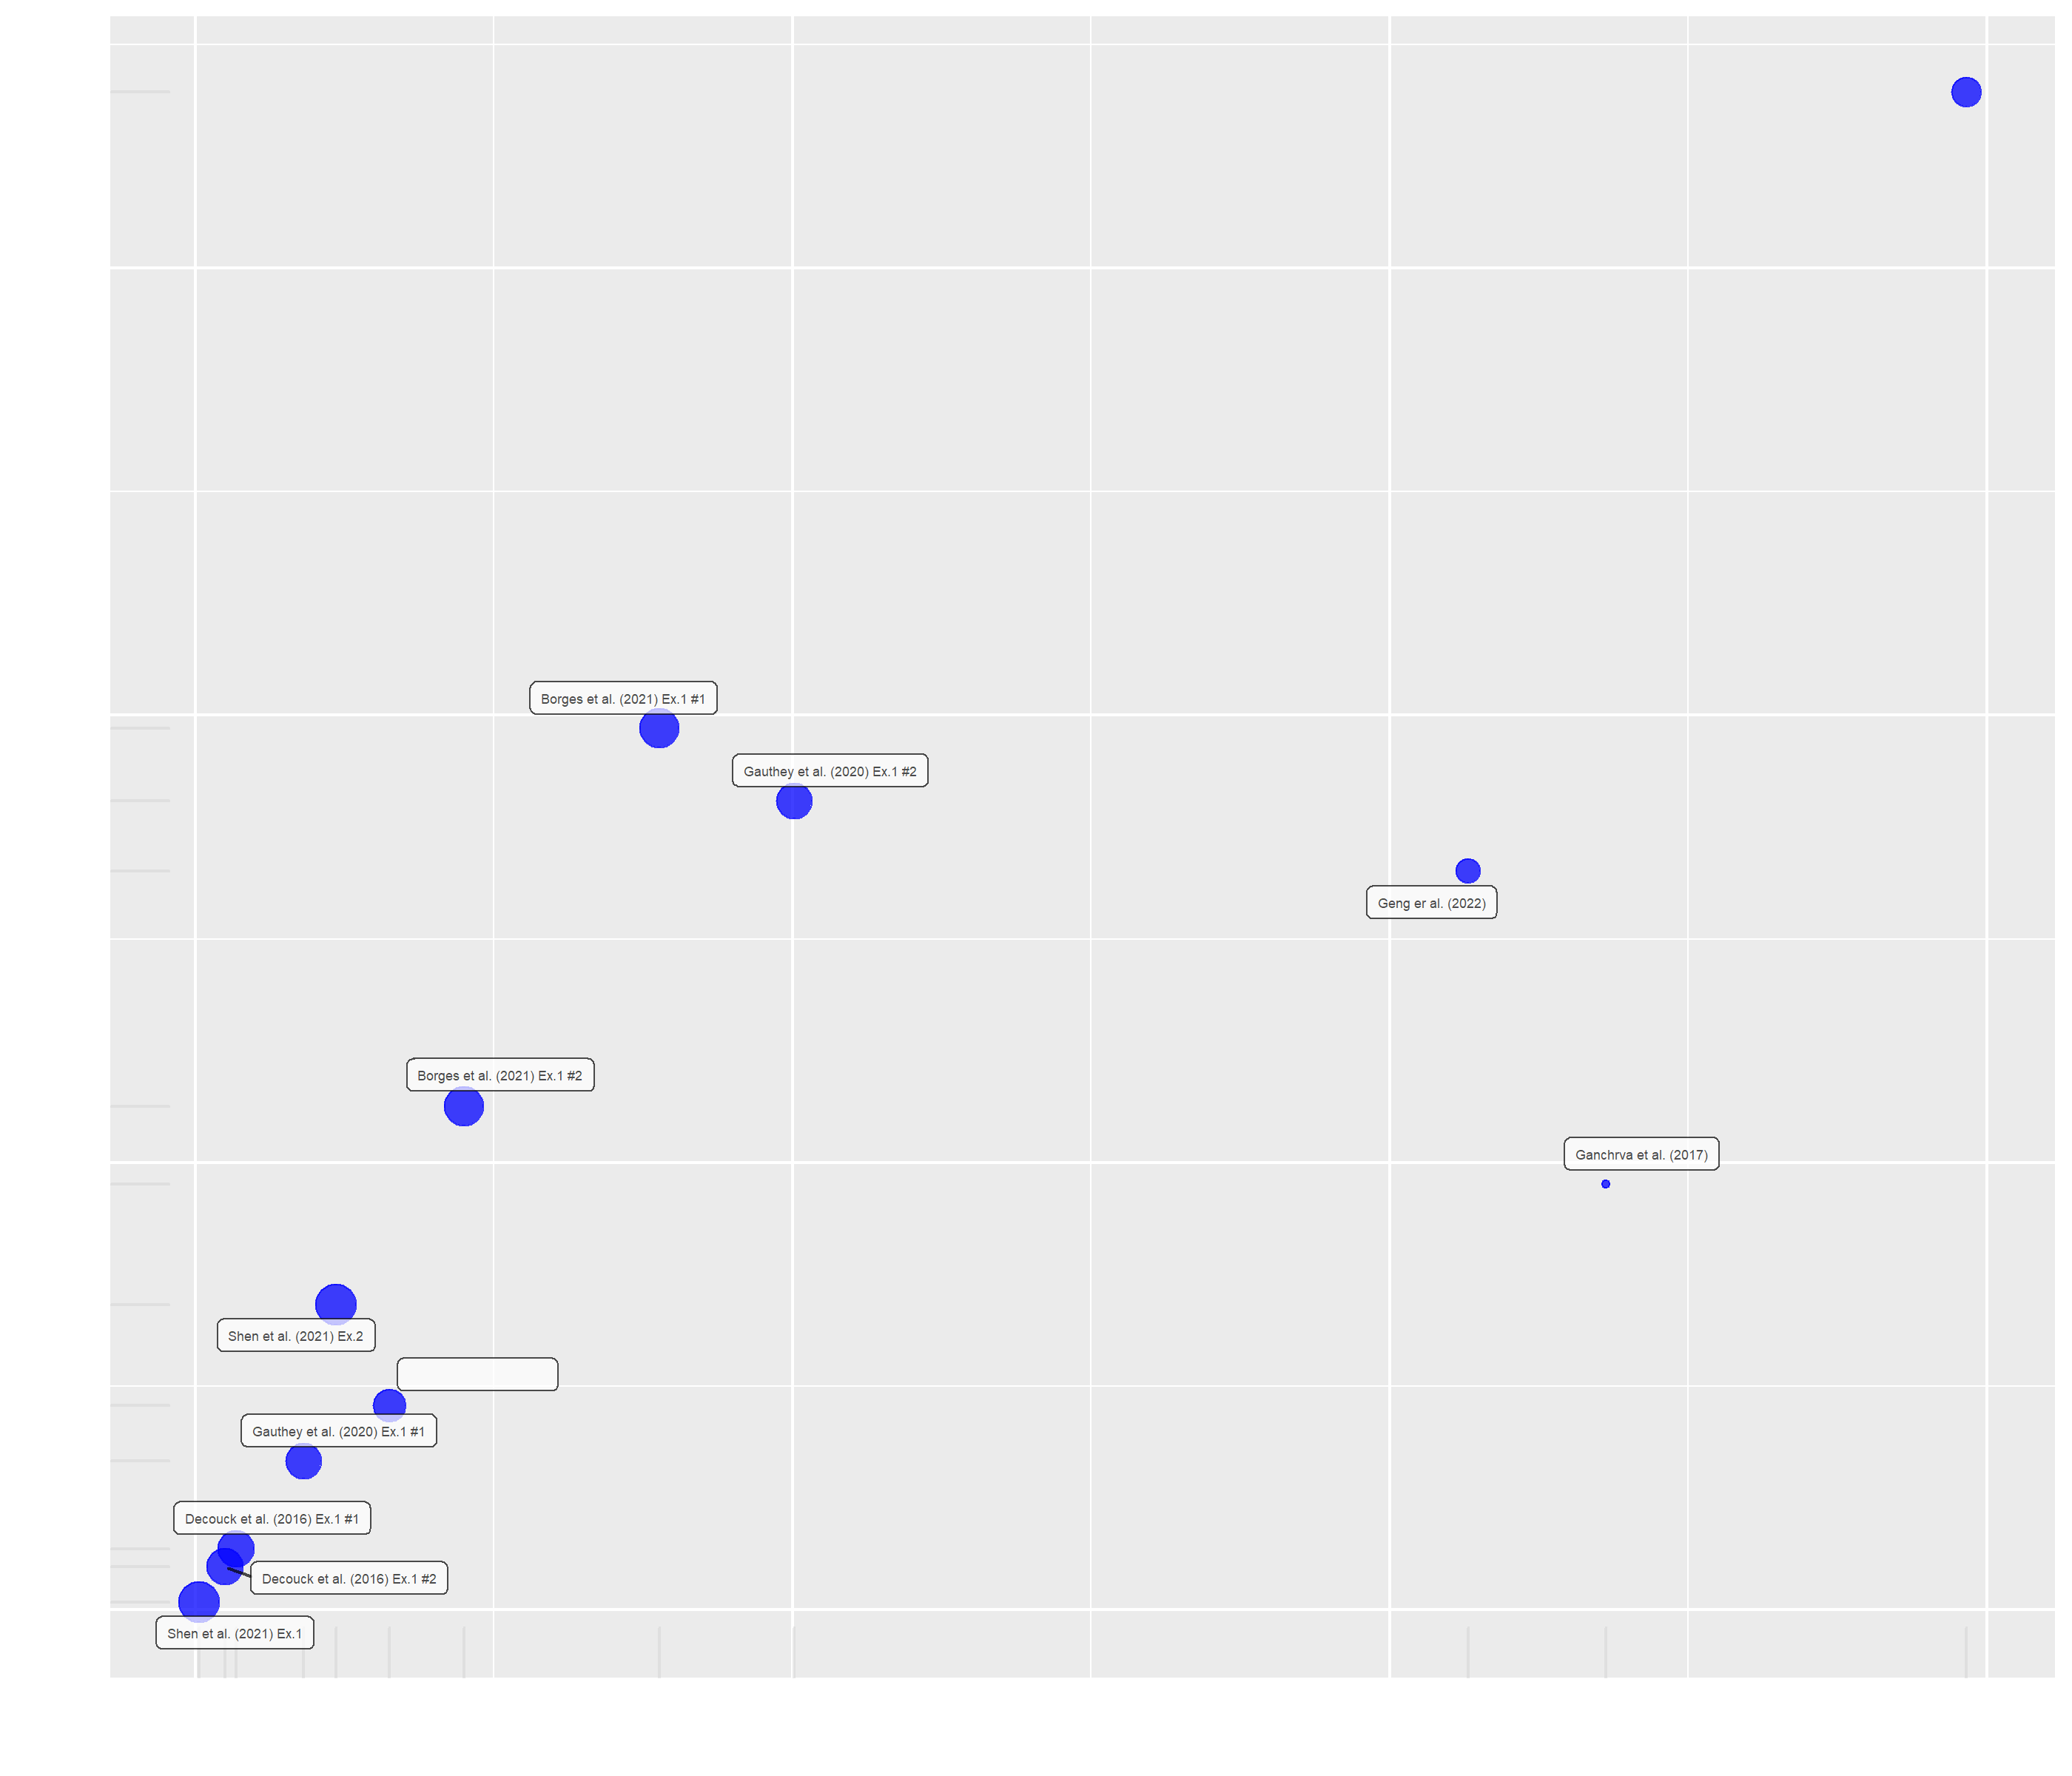 Borges et al. (2021) Ex.1 #1
Gauthey et al. (2020) Ex.1 #2
Geng er al. (2022)
Borges et al. (2021) Ex.1 #2
Ganchrva et al. (2017)
Shen et al. (2021) Ex.2
Gauthey et al. (2020) Ex.1 #1
Decouck et al. (2016) Ex.1 #1
Decouck et al. (2016) Ex.1 #2
Shen et al. (2021) Ex.1